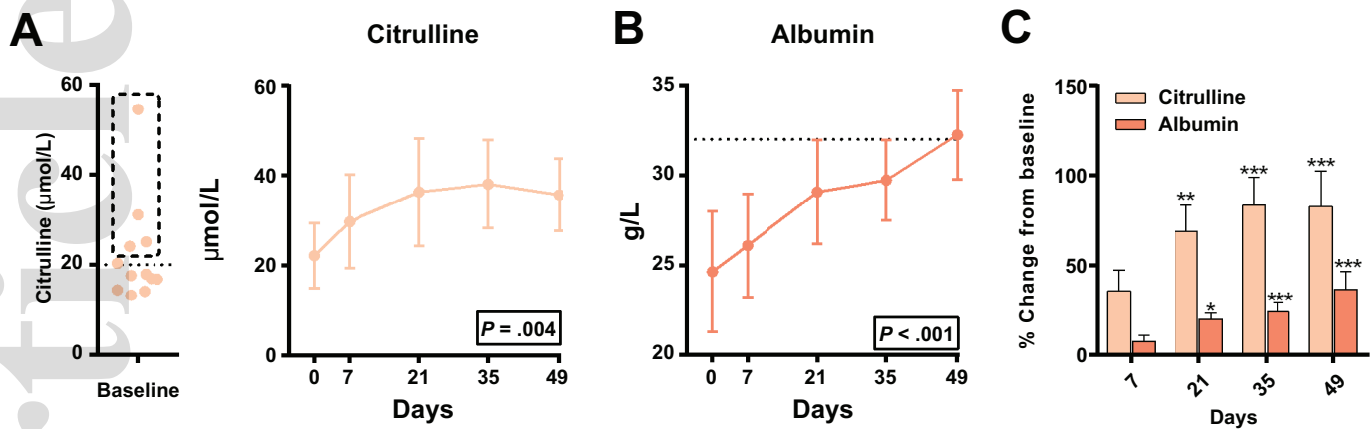 A
Citrulline (μmol/L)
60
40
20
0
Baseline
Citrulline
μmol/L
60
40
20
0
P = .004
0 7 21 35 49
Days
B
Albumin
g/L
35
30
25
20
P < .001
0 7 21 35 49
Days
C
% Change from baseline
150
100
50
0
Citrulline
Albumin
** *** ***
* *** ***
7 21 35 49
Days